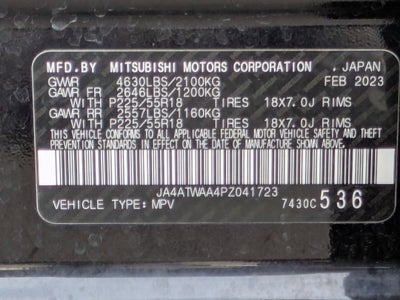 MFD.BY MITSUBISHI MOTORS CORPORATION , JAPAN
GVWR 4630LBS/2100KG FEB 2023
GAWR FR 2646LBS/1200KG
WITH P225/55R18 TIRES 18X7.0J RIMS
GAWR RR 2557LBS/1160KG
WITH P225/55R18 TIRES 18X7.0J RIMS
THIS VEHICLE CONFORMS TO ALL APPLICABLE FEDERAL MOTOR VEHICLE SAFETY AND THEFT
PREVENTION STANDARDS IN EFFECT ON THE DATE OF MANUFACTURE SHOWN ABOVE.
JA4ATWAA4PZ041723
VEHICLE TYPE: MPV 7430C 536